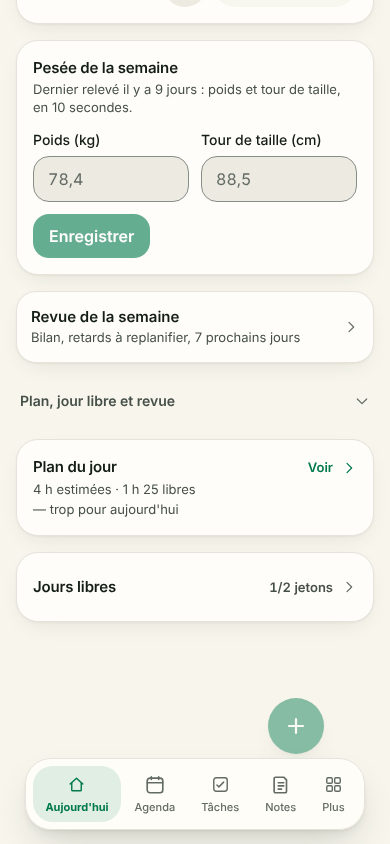 Pesée de la semaine
Dernier relevé il y a 9 jours : poids et tour de taille,
en 10 secondes.
Poids (kg)
Tour de taille (cm)
78,4
88,5
Enregistrer
Revue de la semaine
Bilan, retards à replanifier, 7 prochains jours
Plan, jour libre et revue
Plan du jour
Voir
4 h estimées · 1 h 25 libres
— trop pour aujourd'hui
Jours libres
1/2 jetons
Aujourd'hui
Agenda
Tâches
Notes
Plus